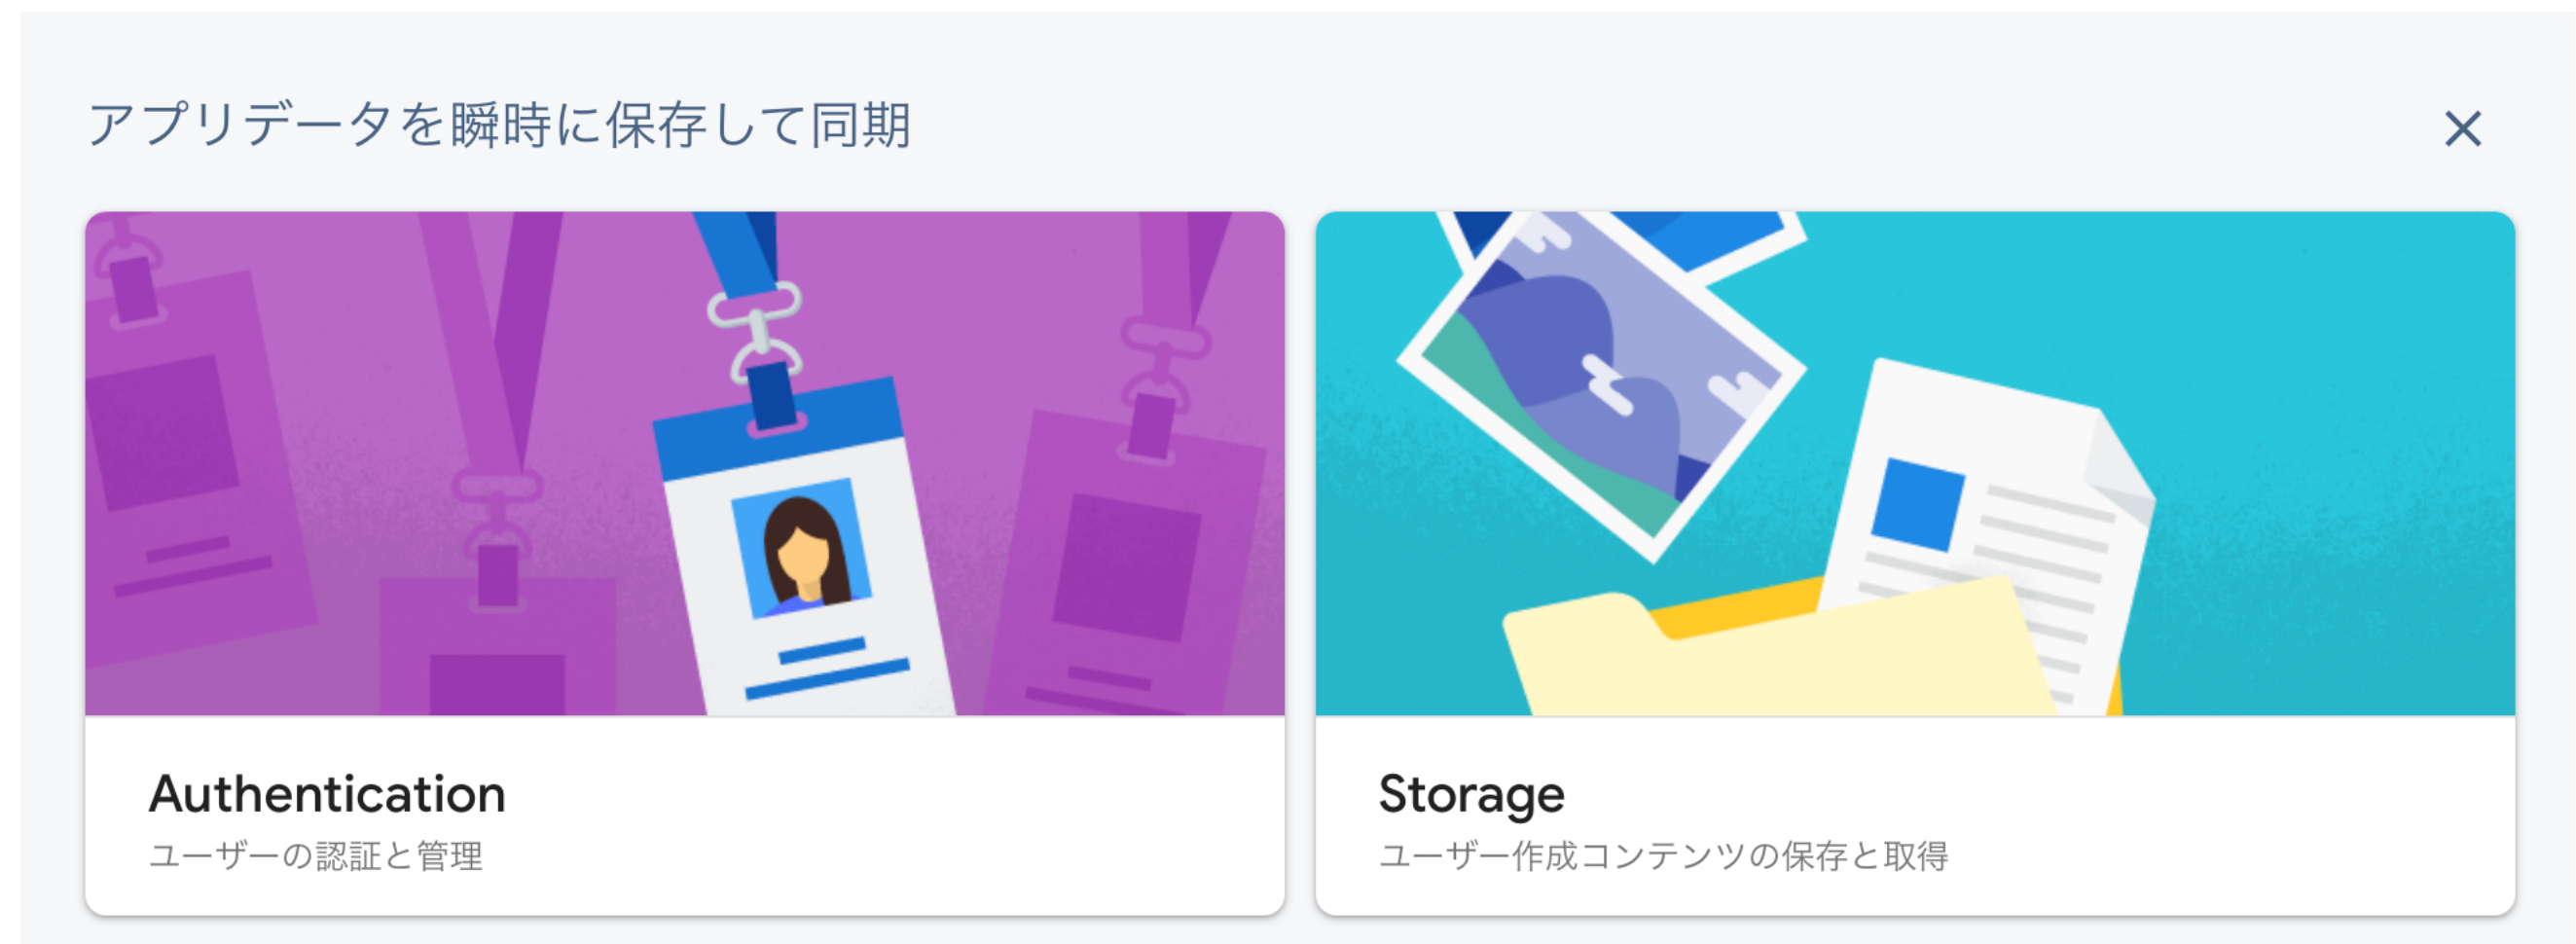 アプリデータを瞬時に保存して同期
Authentication
ユーザーの認証と管理
Storage
ユーザー作成コンテンツの保存と取得